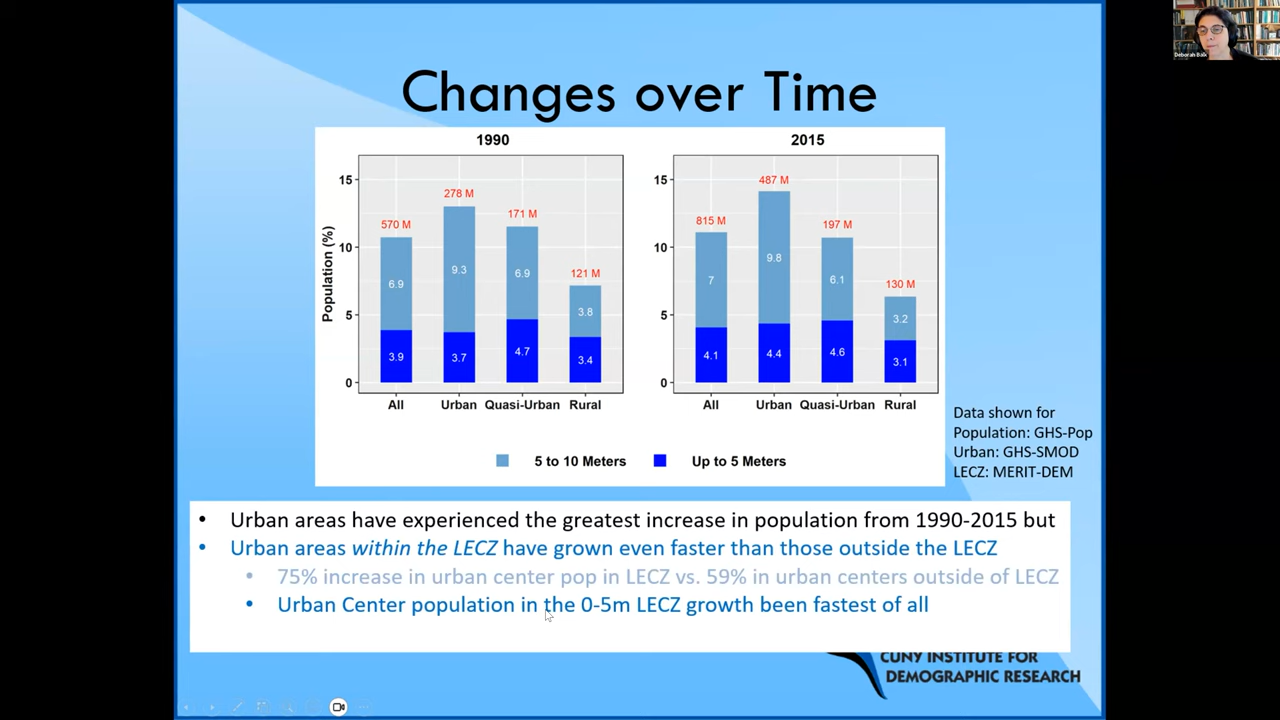 Changes over Time
1990
2015
Population (%)
15
10
5
0
570 M
278 M
171 M
121 M
6.9
9.3
6.9
3.8
3.9
3.7
4.7
3.4
All
Urban
Quasi-Urban
Rural
15
10
5
0
815 M
487 M
197 M
130 M
7
9.8
6.1
3.2
4.1
4.4
4.6
3.1
All
Urban
Quasi-Urban
Rural
5 to 10 Meters
Up to 5 Meters
Data shown for
Population: GHS-Pop
Urban: GHS-SMOD
LECZ: MERIT-DEM
• Urban areas have experienced the greatest increase in population from 1990-2015 but
• Urban areas within the LECZ have grown even faster than those outside the LECZ
• 75% increase in urban center pop in LECZ vs. 59% in urban centers outside of LECZ
• Urban Center population in the 0-5m LECZ growth been fastest of all
CUNY INSTITUTE FOR
DEMOGRAPHIC RESEARCH
Deborah Balk